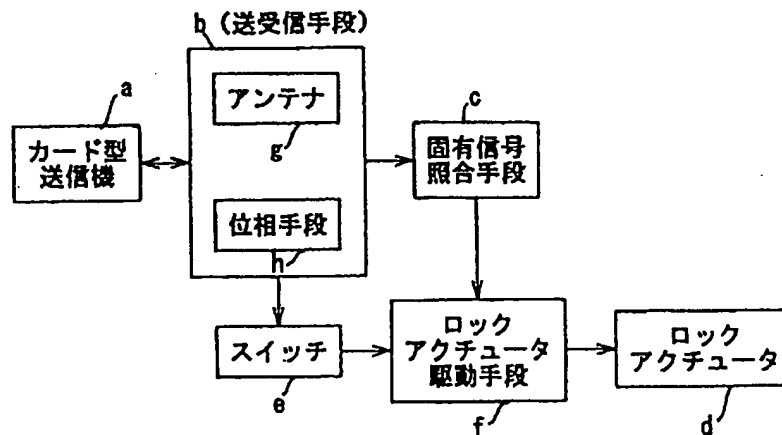 b(送受信手段)
a
アンテナ
c
g
カード型
送信機
固有信号
照合手段
位相手段
h
スイッチ
ロック
アクチュータ
駆動手段
ロック
アクチュータ
e
f
d